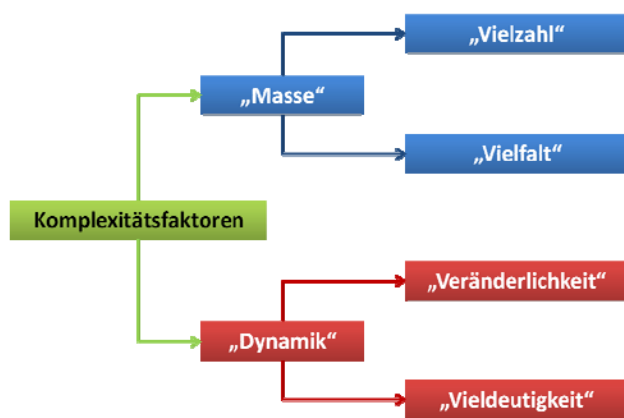 „Vielzahl“
„Masse“
„Vielfalt“
Komplexitätsfaktoren
„Veränderlichkeit“
„Dynamik“
„Vieldeutigkeit“